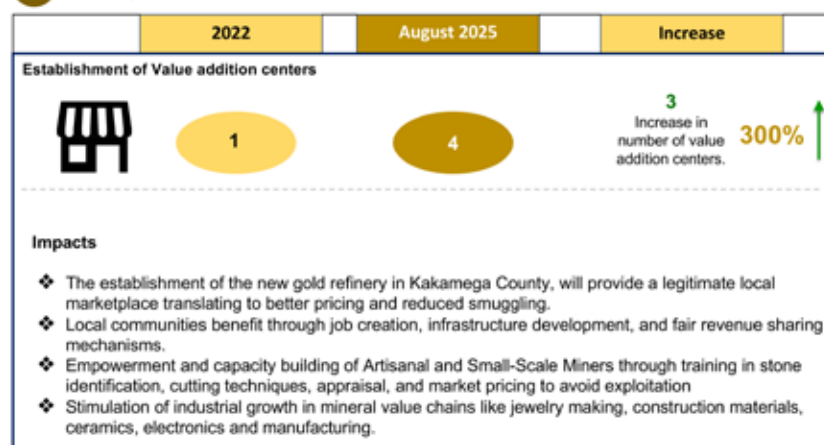 2022 August 2025 Increase
Establishment of Value addition centers
1 4
3
Increase in
number of value
addition centers.
300%
Impacts
❖ The establishment of the new gold refinery in Kakamega County, will provide a legitimate local
marketplace translating to better pricing and reduced smuggling.
❖ Local communities benefit through job creation, infrastructure development, and fair revenue sharing
mechanisms.
❖ Empowerment and capacity building of Artisanal and Small-Scale Miners through training in stone
identification, cutting techniques, appraisal, and market pricing to avoid exploitation
❖ Stimulation of industrial growth in mineral value chains like jewelry making, construction materials,
ceramics, electronics and manufacturing.